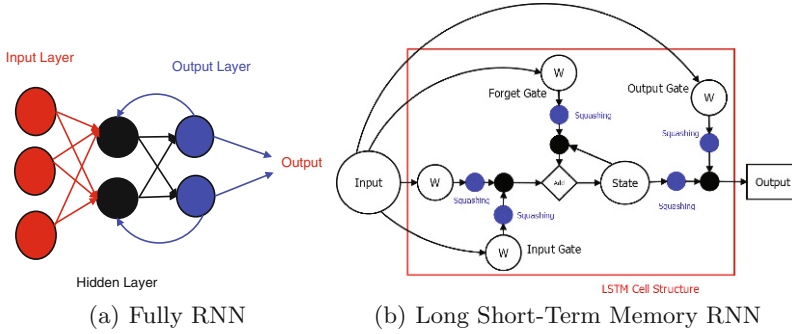 Input Layer
Output Layer
Output
Hidden Layer
(a) Fully RNN
W
Forget Gate
Squashing
Output Gate
W
Squashing
Input
W
Squashing
Squashing
Add
State
Squashing
Output
W
Input Gate
LSTM Cell Structure
(b) Long Short-Term Memory RNN